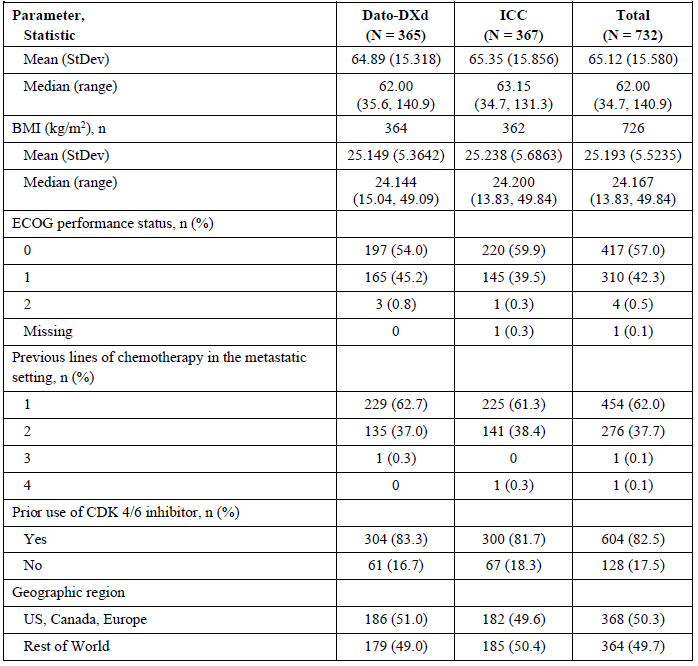 Parameter, Statistic Dato-DXd (N = 365) ICC (N = 367) Total (N = 732)
Mean (StDev) 64.89 (15.318) 65.35 (15.856) 65.12 (15.580)
Median (range) 62.00 (35.6, 140.9) 63.15 (34.7, 131.3) 62.00 (34.7, 140.9)
BMI (kg/m²), n 364 362 726
Mean (StDev) 25.149 (5.3642) 25.238 (5.6863) 25.193 (5.5235)
Median (range) 24.144 (15.04, 49.09) 24.200 (13.83, 49.84) 24.167 (13.83, 49.84)
ECOG performance status, n (%)
0 197 (54.0) 220 (59.9) 417 (57.0)
1 165 (45.2) 145 (39.5) 310 (42.3)
2 3 (0.8) 1 (0.3) 4 (0.5)
Missing 0 1 (0.3) 1 (0.1)
Previous lines of chemotherapy in the metastatic setting, n (%)
1 229 (62.7) 225 (61.3) 454 (62.0)
2 135 (37.0) 141 (38.4) 276 (37.7)
3 1 (0.3) 0 1 (0.1)
4 0 1 (0.3) 1 (0.1)
Prior use of CDK 4/6 inhibitor, n (%)
Yes 304 (83.3) 300 (81.7) 604 (82.5)
No 61 (16.7) 67 (18.3) 128 (17.5)
Geographic region
US, Canada, Europe 186 (51.0) 182 (49.6) 368 (50.3)
Rest of World 179 (49.0) 185 (50.4) 364 (49.7)